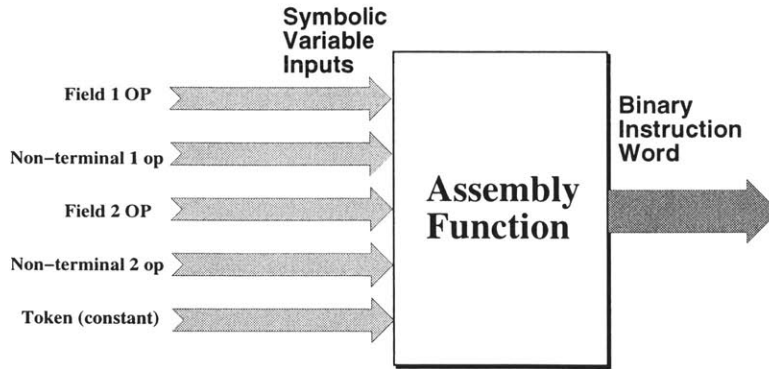 Symbolic
Variable
Inputs
Field 1 OP
Non-terminal 1 op
Field 2 OP
Non-terminal 2 op
Token (constant)
Assembly
Function
Binary
Instruction
Word